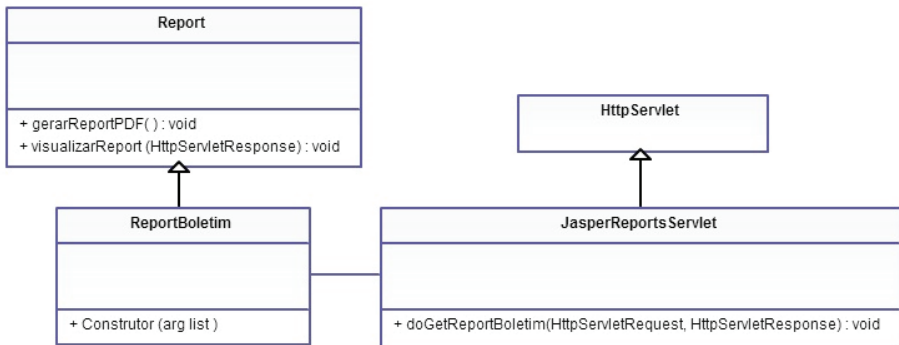 Report
+ gerarReportPDF( ) : void
+ visualizarReport (HttpServletResponse) : void
HttpServlet
ReportBoletim
+ Construtor (arg list )
JasperReportsServlet
+ doGetReportBoletim(HttpServletRequest, HttpServletResponse) : void